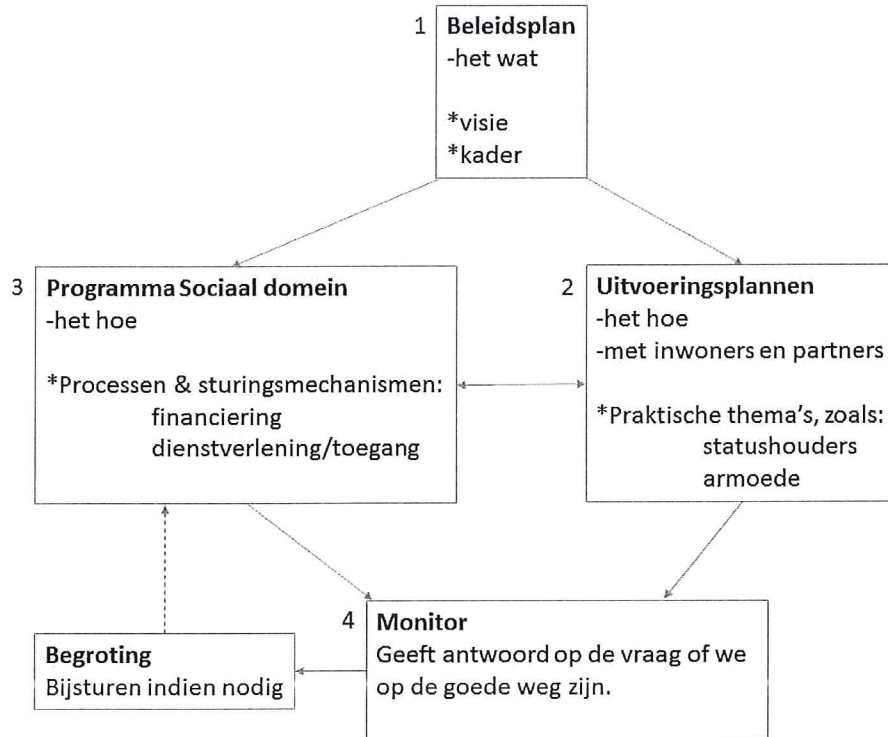 1 Beleidsplan
-het wat
*visie
*kader
3 Programma Sociaal domein
-het hoe
*Processen & sturingsmechanismen:
financiering
dienstverlening/toegang
2 Uitvoeringsplannen
-het hoe
-met inwoners en partners
*Praktische thema's, zoals:
statushouders
armoede
4 Monitor
Geeft antwoord op de vraag of we
op de goede weg zijn.
Begroting
Bijsturen indien nodig